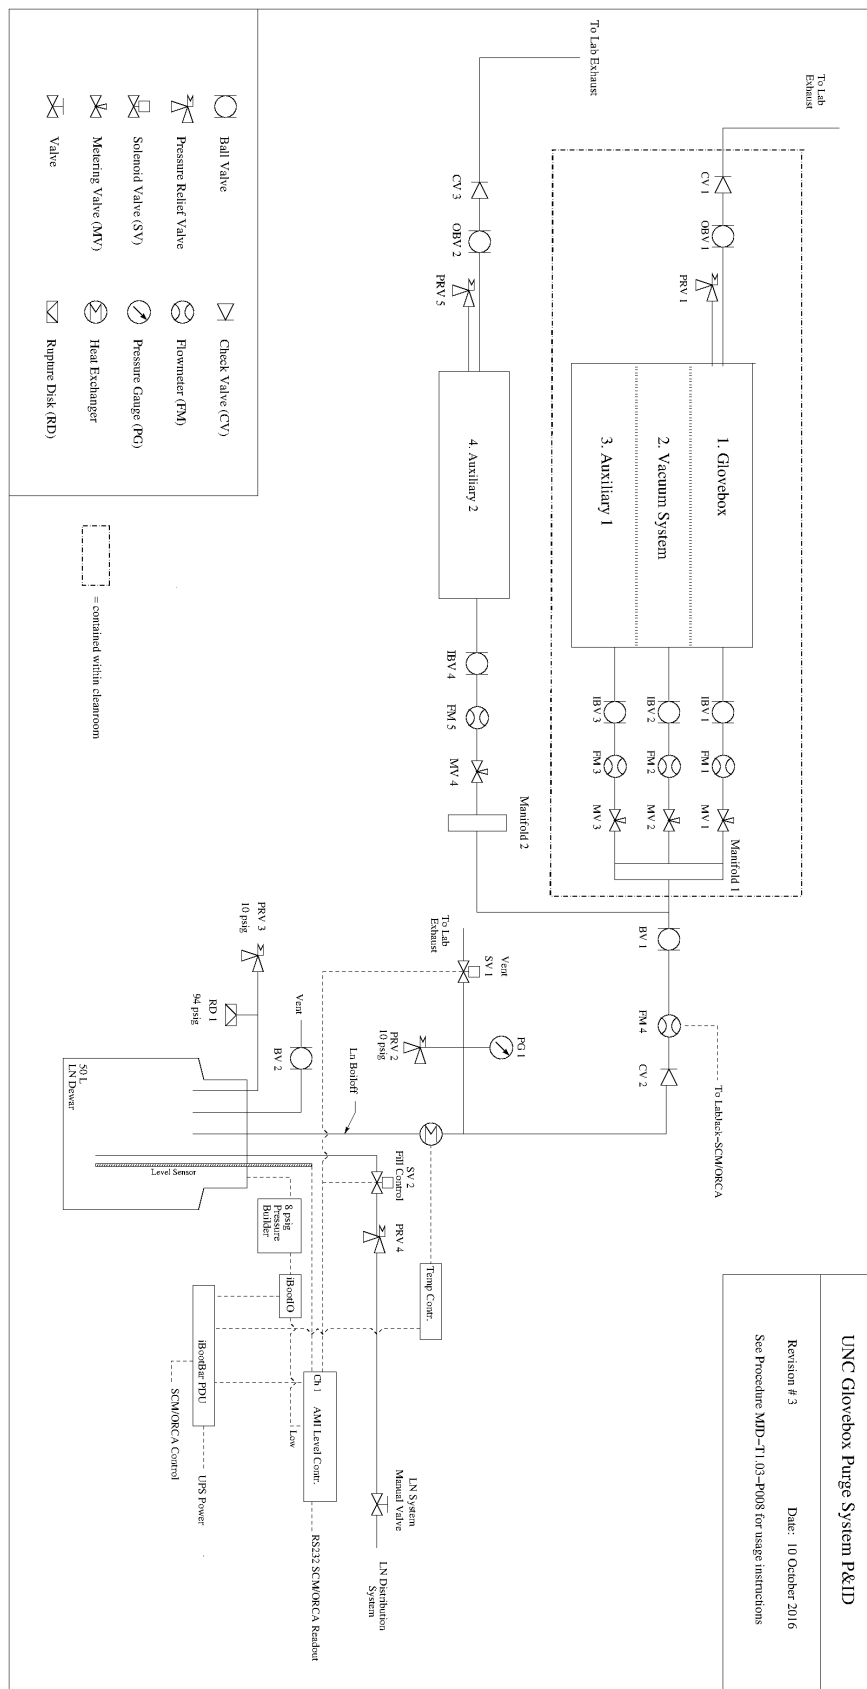 UNC Glovebox Purge System P&ID
Revision # 3
Date: 10 October 2016
See Procedure MJD-T1.03-P008 for usage instructions
To Lab
Exhaust
CV 1
OBV 1
PRV 1
1. Glovebox
2. Vacuum System
3. Auxiliary 1
IBV 1
FM 1
MV 1
IBV 2
FM 2
MV 2
IBV 3
FM 3
MV 3
Manifold 1
To Lab Exhaust
CV 3
OBV 2
PRV 5
4. Auxiliary 2
IBV 4
FM 5
MV 4
Manifold 2
BV 1
FM 4
CV 2
To LabJack-SCM/ORCA
To Lab
Exhaust
Vent
SV 1
PG 1
PRV 2
10 psig
PRV 3
10 psig
RD 1
94 psig
Vent
BV 2
Ln Boiloff
50 L
LN Dewar
Level Sensor
SV 2
Fill Control
PRV 4
8 psig
Pressure
Builder
iBootIO
Temp Contr.
iBootBar PDU
Ch 1
AMI Level Contr.
Low
SCM/ORCA Control
UPS Power
RS232 SCM/ORCA Readout
LN System
Manual Valve
LN Distribution
System
Ball Valve
Pressure Relief Valve
Solenoid Valve (SV)
Metering Valve (MV)
Valve
Check Valve (CV)
Flowmeter (FM)
Pressure Gauge (PG)
Heat Exchanger
Rupture Disk (RD)
= contained within cleanroom